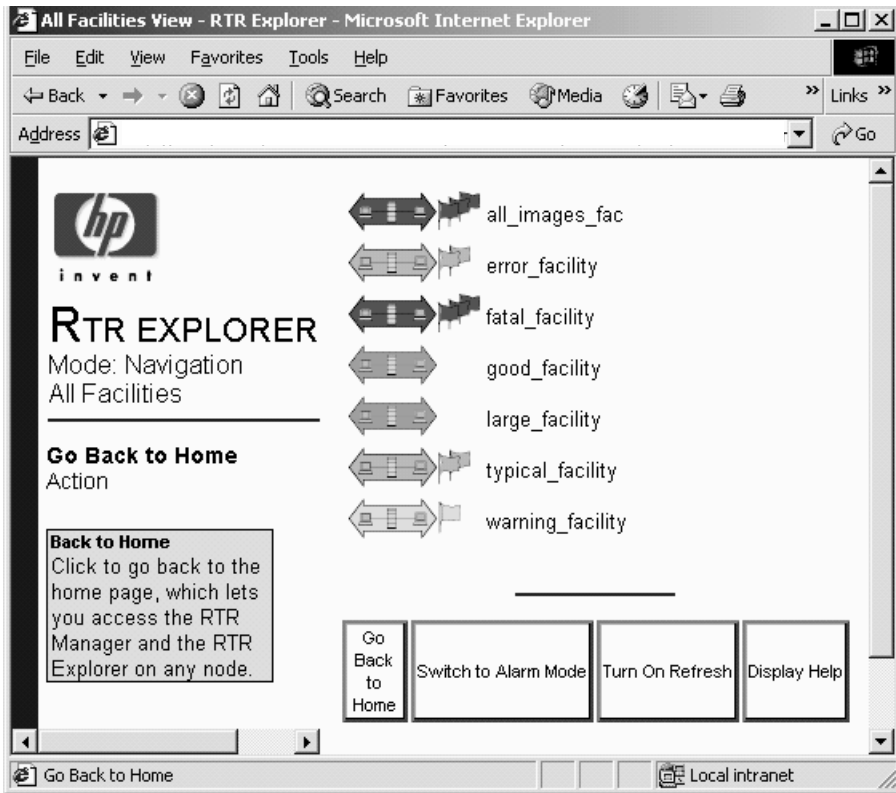 All Facilities View - RTR Explorer - Microsoft Internet Explorer
File Edit View Favorites Tools Help
Back Search Favorites Media » Links »
Address Go
hp
invent
RTR EXPLORER
Mode: Navigation
All Facilities
Go Back to Home
Action
Back to Home
Click to go back to the
home page, which lets
you access the RTR
Manager and the RTR
Explorer on any node.
all_images_fac
error_facility
fatal_facility
good_facility
large_facility
typical_facility
warning_facility
Go
Back
to
Home
Switch to Alarm Mode
Turn On Refresh
Display Help
Go Back to Home
Local intranet